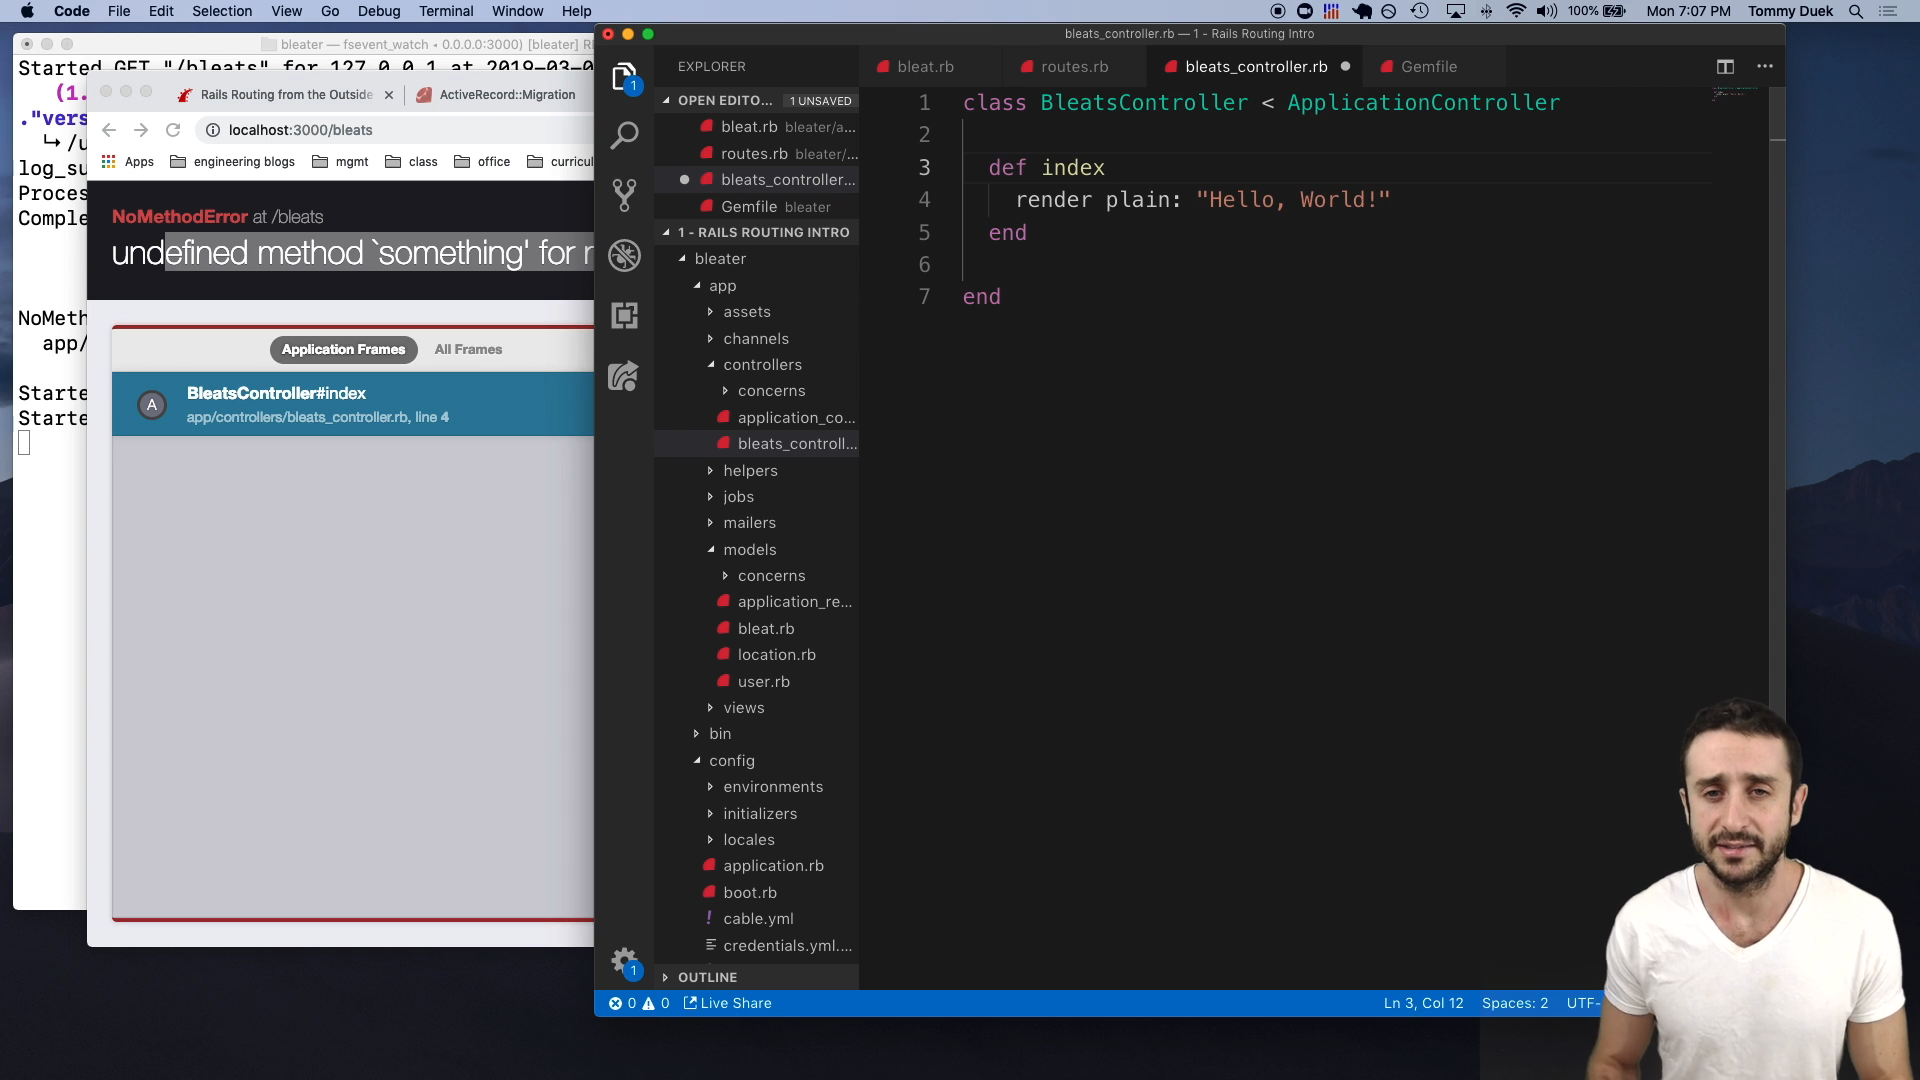 Code File Edit Selection View Go Debug Terminal Window Help
100% Mon 7:07 PM Tommy Duek
bleater — fsevent_watch ◂ 0.0.0.0:3000) [bleater]
Started GET "/bleats" for 127.0.0.1 at 2019-03-0
(1.
."vers
↳ /u
log_su
Proces
Comple
NoMeth
app/
Starte
Starte
Rails Routing from the Outside
ActiveRecord::Migration
localhost:3000/bleats
Apps engineering blogs mgmt class office curricul
NoMethodError at /bleats
undefined method `something' for
Application Frames All Frames
A
BleatsController#index
app/controllers/bleats_controller.rb, line 4
bleats_controller.rb — 1 - Rails Routing Intro
EXPLORER
1
OPEN EDITO... 1 UNSAVED
bleat.rb bleater/a...
routes.rb bleater/...
bleats_controller...
Gemfile bleater
1 - RAILS ROUTING INTRO
bleater
app
assets
channels
controllers
concerns
application_co...
bleats_controll...
helpers
jobs
mailers
models
concerns
application_re...
bleat.rb
location.rb
user.rb
views
bin
config
environments
initializers
locales
application.rb
boot.rb
! cable.yml
credentials.yml....
OUTLINE
1
bleat.rb routes.rb bleats_controller.rb Gemfile
1 class BleatsController < ApplicationController
2
3 def index
4 render plain: "Hello, World!"
5 end
6
7 end
0 0 Live Share
Ln 3, Col 12 Spaces: 2 UTF-